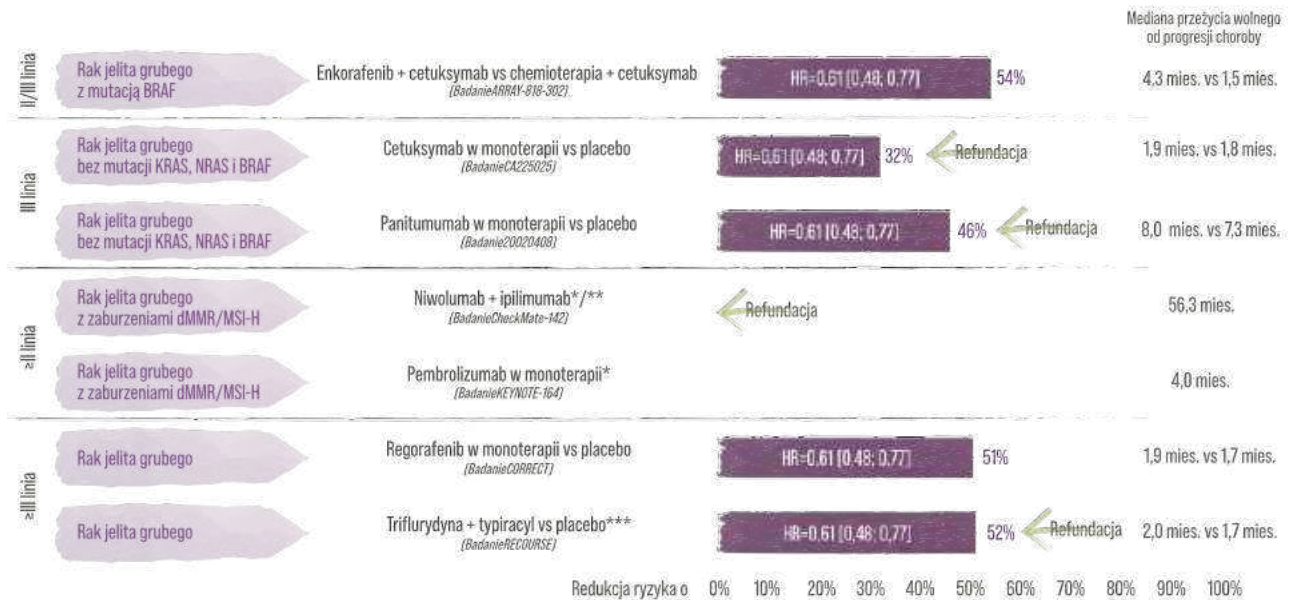 Mediana przeżycia wolnego
od progresji choroby
II/III linia
Rak jelita grubego
z mutacją BRAF
Enkorafenib + cetuksymab vs chemioterapia + cetuksymab
(BadanieARRAY-818-302)
HR=0.61 [0,48; 0,77]
54%
4,3 mies. vs 1,5 mies.
III linia
Rak jelita grubego
bez mutacji KRAS, NRAS i BRAF
Cetuksymab w monoterapii vs placebo
(BadanieCA225025)
HR=0.61 [0.48; 0.77]
32%
Refundacja
1,9 mies. vs 1,8 mies.
Rak jelita grubego
bez mutacji KRAS, NRAS i BRAF
Panitumumab w monoterapii vs placebo
(Badanie20020408)
HR=0.61 [0.48; 0,77]
46%
Refundacja
8,0 mies. vs 7,3 mies.
≥II linia
Rak jelita grubego
z zaburzeniami dMMR/MSI-H
Niwolumab + ipilimumab*/**
(BadanieCheckMate-142)
Refundacja
56,3 mies.
Rak jelita grubego
z zaburzeniami dMMR/MSI-H
Pembrolizumab w monoterapii*
(BadanieKEYNOTE-164)
4,0 mies.
≥III linia
Rak jelita grubego
Regorafenib w monoterapii vs placebo
(BadanieCORRECT)
HR=0.61 [0,48; 0,77]
51%
1,9 mies. vs 1,7 mies.
Rak jelita grubego
Triflurydyna + typiracyl vs placebo***
(BadanieRECOURSE)
HR=0.61 [0,48; 0,77]
52%
Refundacja
2,0 mies. vs 1,7 mies.
Redukcja ryzyka o 0% 10% 20% 30% 40% 50% 60% 70% 80% 90% 100%